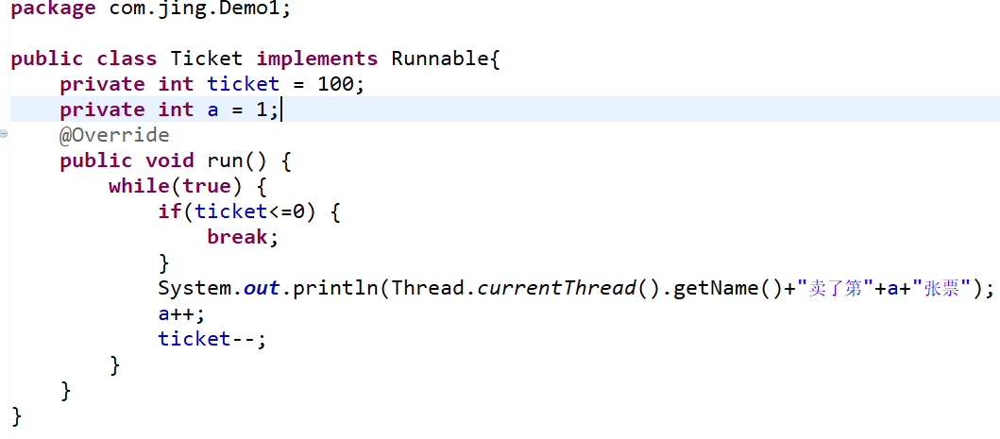 package com.jing.Demo1;
public class Ticket implements Runnable{
private int ticket = 100;
private int a = 1;
@Override
public void run() {
while(true) {
if(ticket<=0) {
break;
}
System.out.println(Thread.currentThread().getName()+"卖了第"+a+"张票");
a++;
ticket--;
}
}
}